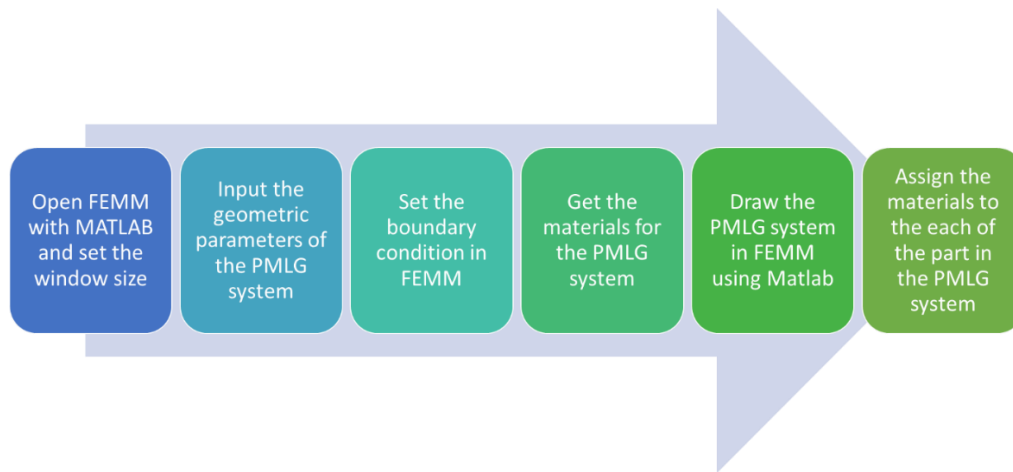 Open FEMM
with MATLAB
and set the
window size
Input the
geometric
parameters of
the PMLG
system
Set the
boundary
condition in
FEMM
Get the
materials for
the PMLG
system
Draw the
PMLG system
in FEMM
using Matlab
Assign the
materials to
the each of
the part in
the PMLG
system